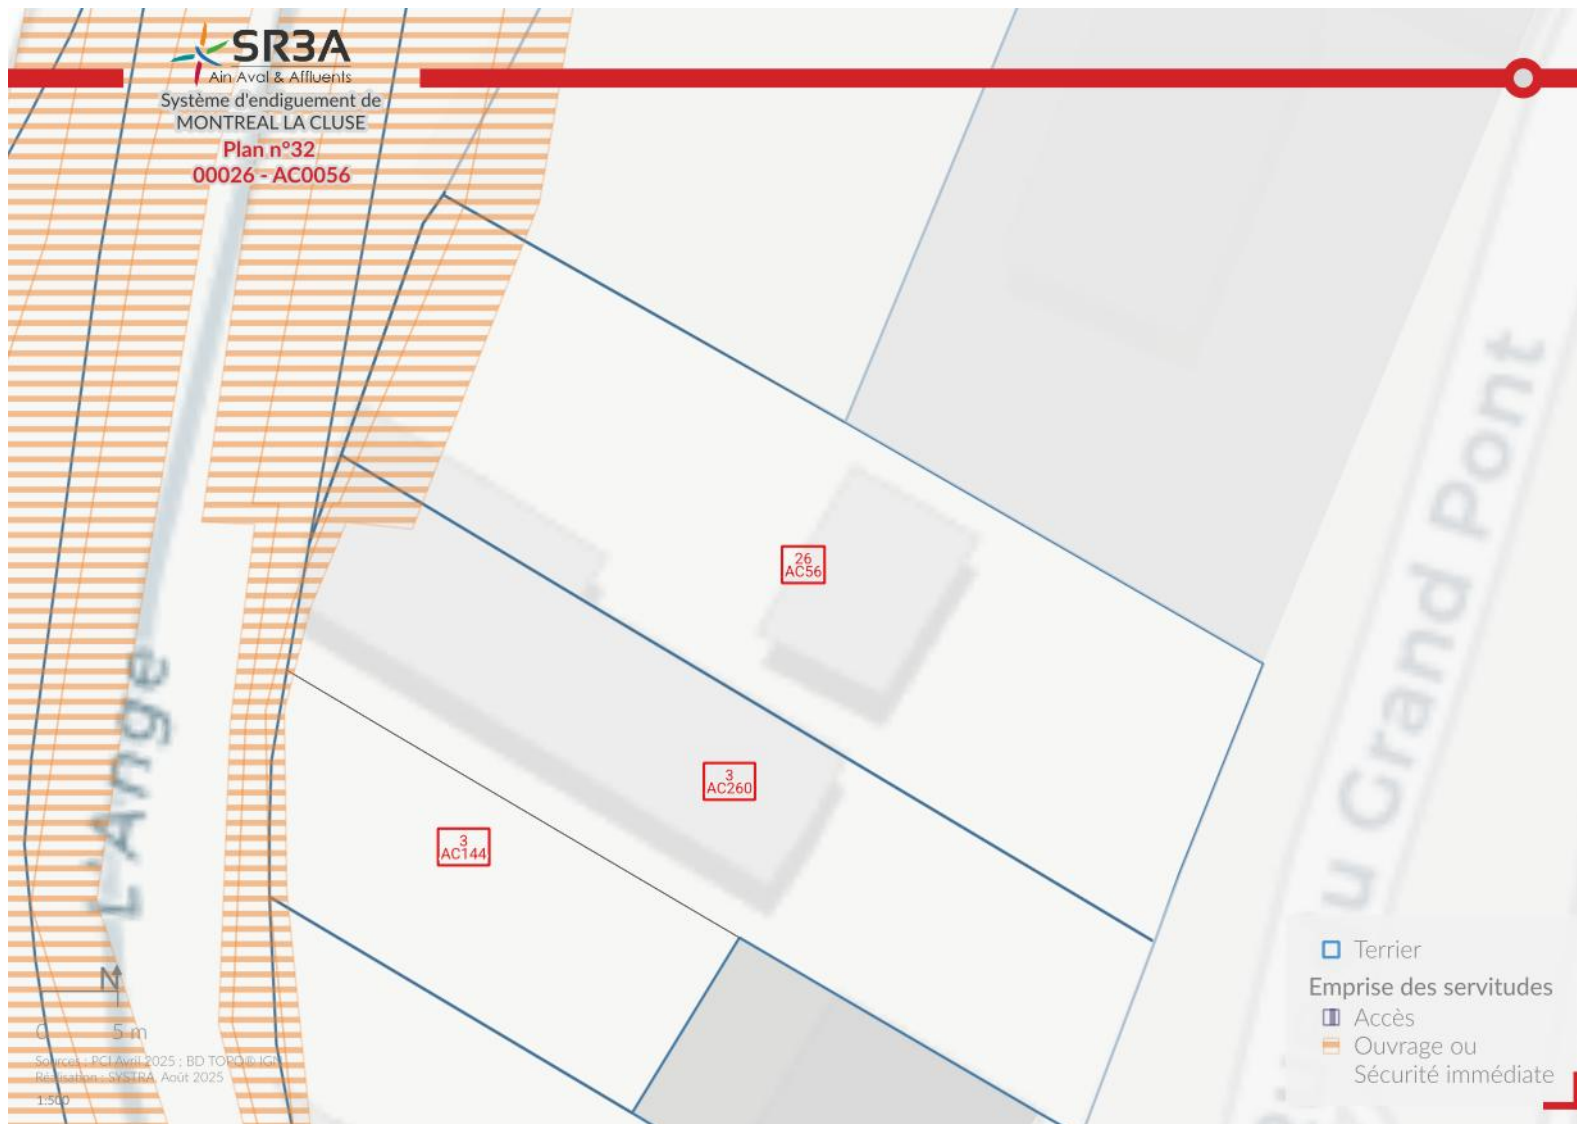 SR3A
Ain Aval & Affluents
Système d'endiguement de
MONTREAL LA CLUSE
Plan n°32
00026 - AC0056
26
AC56
3
AC260
3
AC144
L'Ange
u Grand Pont
N
0 5 m
Sources : PCI Avril 2025 ; BD TOPO® IGN
Réalisation : SYSTRA, Août 2025
1:500
Terrier
Emprise des servitudes
Accès
Ouvrage ou
Sécurité immédiate